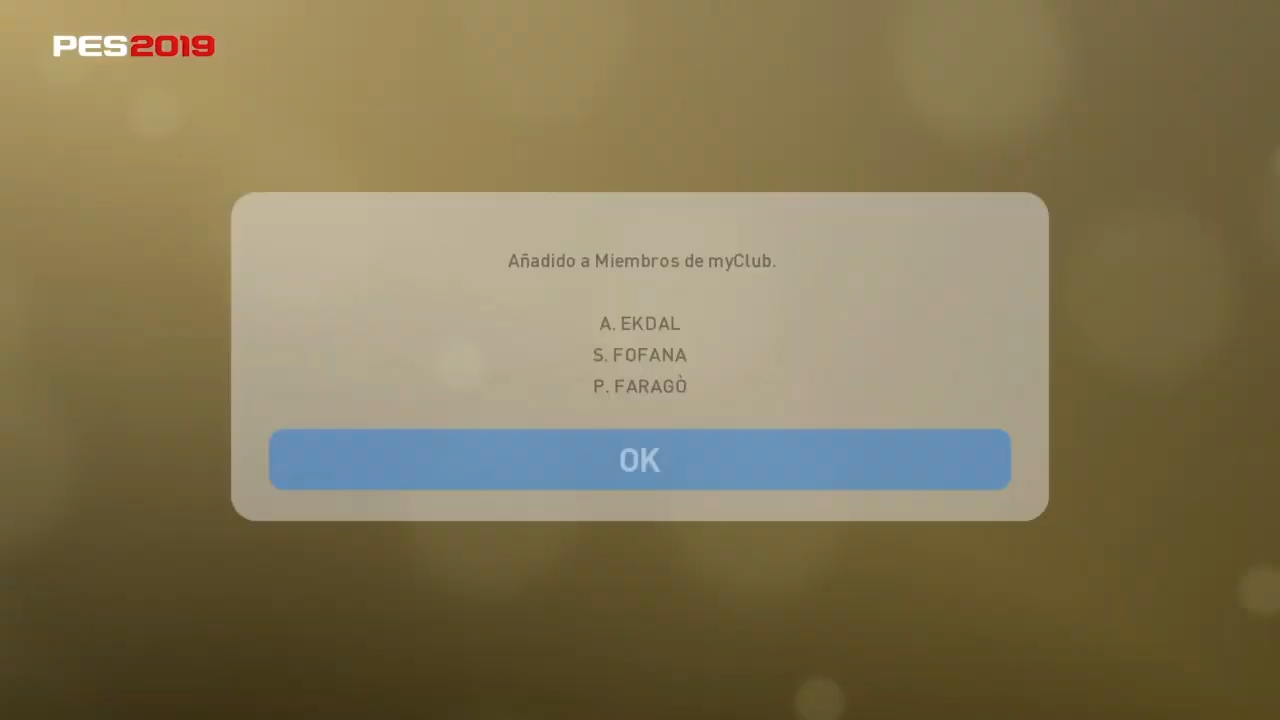 PES2019
Añadido a Miembros de myClub.
A. EKDAL
S. FOFANA
P. FARAGÒ
OK